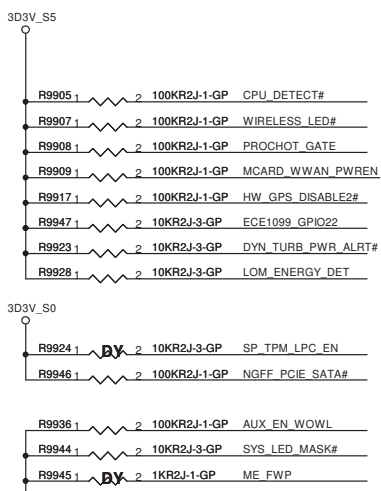 3D3V_S5
R9905 1 2 100KR2J-1-GP CPU_DETECT#
R9907 1 2 100KR2J-1-GP WIRELESS_LED#
R9908 1 2 100KR2J-1-GP PROCHOT_GATE
R9909 1 2 100KR2J-1-GP MCARD_WWAN_PWREN
R9917 1 2 100KR2J-1-GP HW_GPS_DISABLE2#
R9947 1 2 10KR2J-3-GP ECE1099_GPIO22
R9923 1 2 10KR2J-3-GP DYN_TURB_PWR_ALRT#
R9928 1 2 10KR2J-3-GP LOM_ENERGY_DET
3D3V_S0
R9924 1 DY 2 10KR2J-3-GP SP_TPM_LPC_EN
R9946 1 2 100KR2J-1-GP NGFF_PCIE_SATA#
R9936 1 2 100KR2J-1-GP AUX_EN_WOWL
R9944 1 2 10KR2J-3-GP SYS_LED_MASK#
R9945 1 DY 2 1KR2J-1-GP ME_FWP